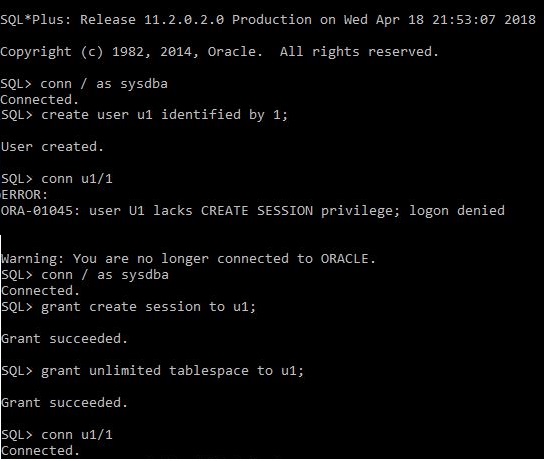 SQL*Plus: Release 11.2.0.2.0 Production on Wed Apr 18 21:53:07 2018
Copyright (c) 1982, 2014, Oracle.  All rights reserved.
SQL> conn / as sysdba
Connected.
SQL> create user u1 identified by 1;
User created.
SQL> conn u1/1
ERROR:
ORA-01045: user U1 lacks CREATE SESSION privilege; logon denied
Warning: You are no longer connected to ORACLE.
SQL> conn / as sysdba
Connected.
SQL> grant create session to u1;
Grant succeeded.
SQL> grant unlimited tablespace to u1;
Grant succeeded.
SQL> conn u1/1
Connected.